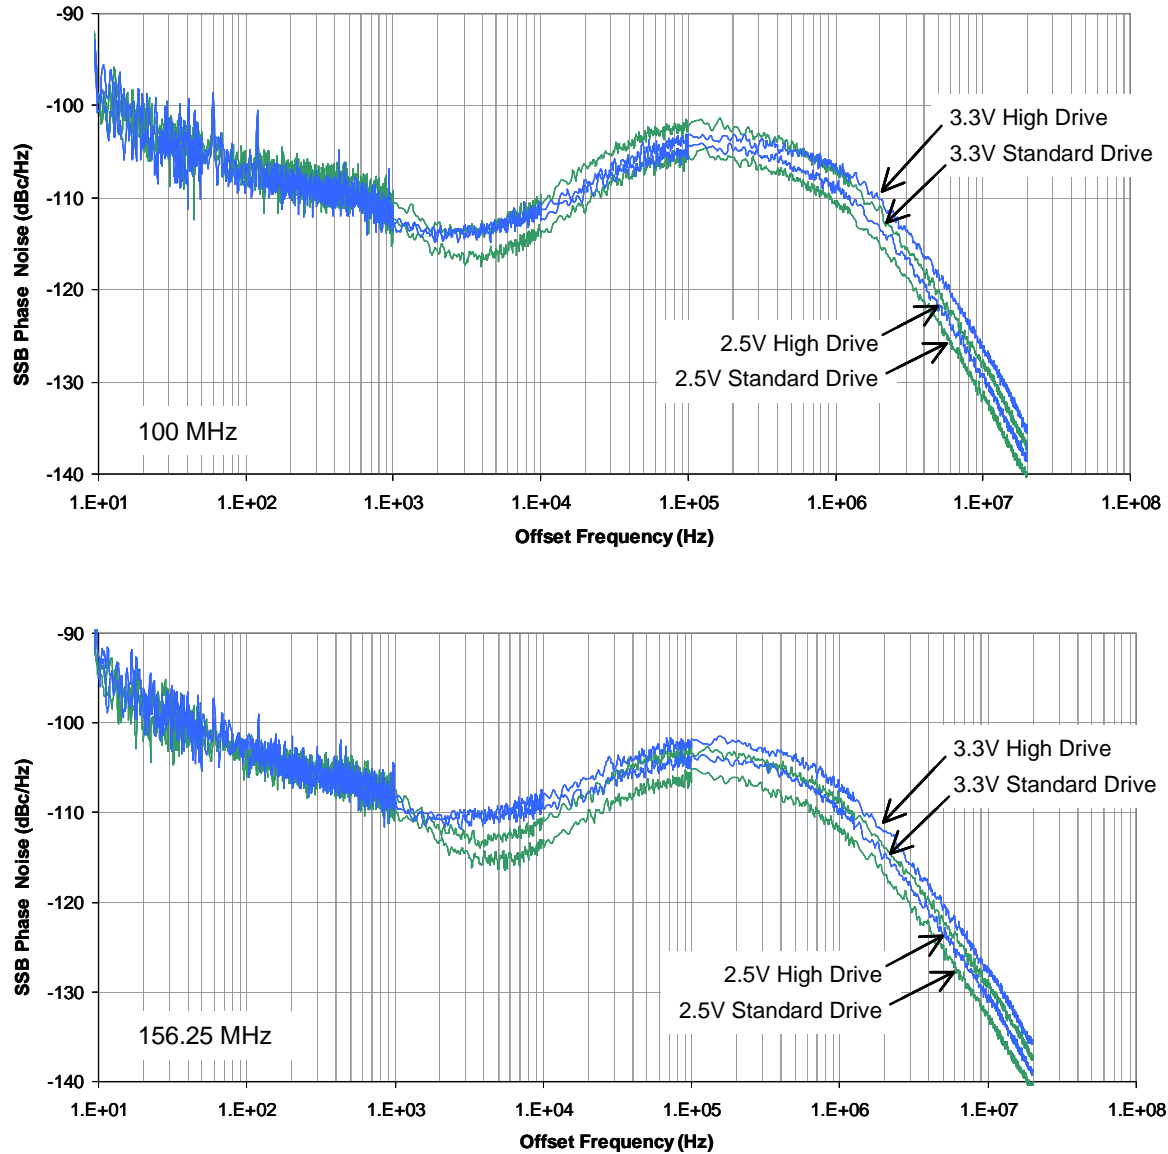 -90
-100
-110
-120
-130
-140
SSB Phase Noise (dBc/Hz)
3.3V High Drive
3.3V Standard Drive
2.5V High Drive
2.5V Standard Drive
100 MHz
1.E+01 1.E+02 1.E+03 1.E+04 1.E+05 1.E+06 1.E+07 1.E+08
Offset Frequency (Hz)
-90
-100
-110
-120
-130
-140
SSB Phase Noise (dBc/Hz)
3.3V High Drive
3.3V Standard Drive
2.5V High Drive
2.5V Standard Drive
156.25 MHz
1.E+01 1.E+02 1.E+03 1.E+04 1.E+05 1.E+06 1.E+07 1.E+08
Offset Frequency (Hz)